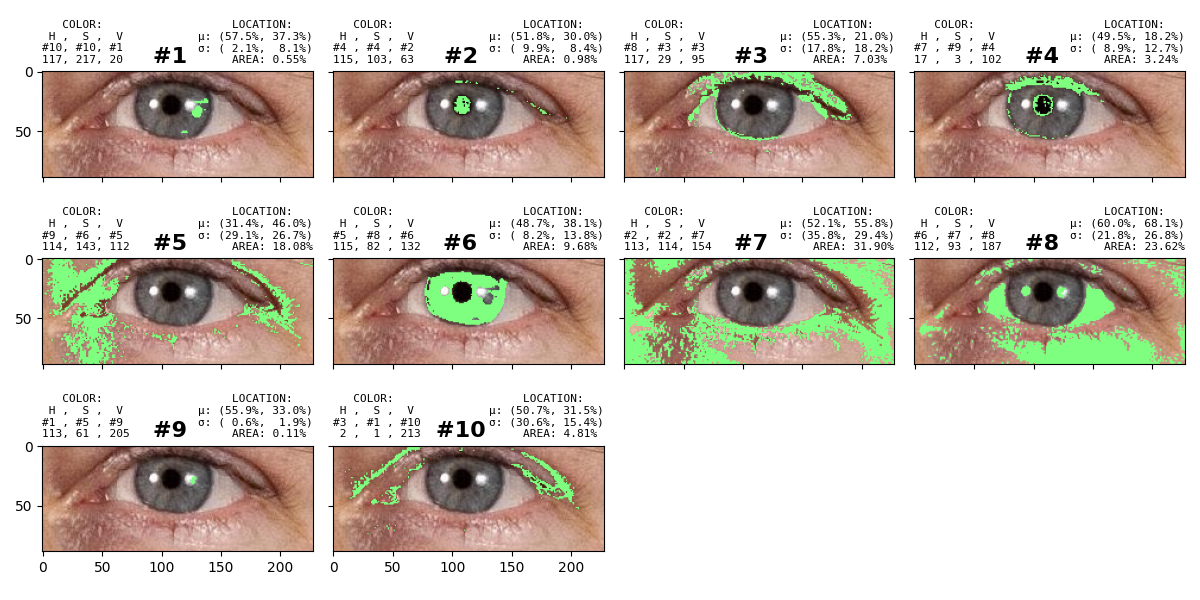 COLOR: LOCATION:
H , S , V μ: (57.5%, 37.3%)
#10, #10, #1 #1 σ: ( 2.1%, 8.1%)
117, 217, 20 AREA: 0.55%
COLOR: LOCATION:
H , S , V μ: (51.8%, 30.0%)
#4 , #4 , #2 #2 σ: ( 9.9%, 8.4%)
115, 103, 63 AREA: 0.98%
COLOR: LOCATION:
H , S , V μ: (55.3%, 21.0%)
#8 , #3 , #3 #3 σ: (17.8%, 18.2%)
117, 29 , 95 AREA: 7.03%
COLOR: LOCATION:
H , S , V μ: (49.5%, 18.2%)
#7 , #9 , #4 #4 σ: ( 8.9%, 12.7%)
17 , 3 , 102 AREA: 3.24%
0
50
COLOR: LOCATION:
H , S , V μ: (31.4%, 46.0%)
#9 , #6 , #5 #5 σ: (29.1%, 26.7%)
114, 143, 112 AREA: 18.08%
COLOR: LOCATION:
H , S , V μ: (48.7%, 38.1%)
#5 , #8 , #6 #6 σ: ( 8.2%, 13.8%)
115, 82 , 132 AREA: 9.68%
COLOR: LOCATION:
H , S , V μ: (52.1%, 55.8%)
#2 , #2 , #7 #7 σ: (35.8%, 29.4%)
113, 114, 154 AREA: 31.90%
COLOR: LOCATION:
H , S , V μ: (60.0%, 68.1%)
#6 , #7 , #8 #8 σ: (21.8%, 26.8%)
112, 93 , 187 AREA: 23.62%
0
50
COLOR: LOCATION:
H , S , V μ: (55.9%, 33.0%)
#1 , #5 , #9 #9 σ: ( 0.6%, 1.9%)
113, 61 , 205 AREA: 0.11%
COLOR: LOCATION:
H , S , V μ: (50.7%, 31.5%)
#3 , #1 , #10 #10 σ: (30.6%, 15.4%)
2 , 1 , 213 AREA: 4.81%
0
50
0 50 100 150 200
0 50 100 150 200